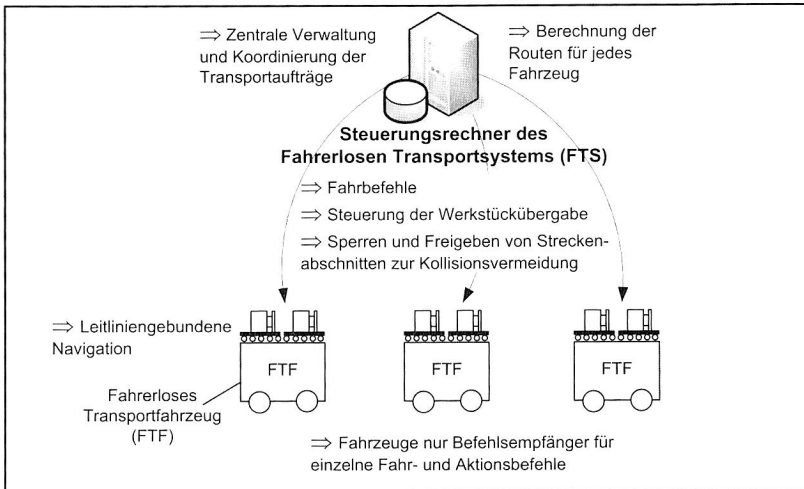 ⇒ Zentrale Verwaltung
und Koordinierung der
Transportaufträge
⇒ Berechnung der
Routen für jedes
Fahrzeug
Steuerungsrechner des
Fahrerlosen Transportsystems (FTS)
⇒ Fahrbefehle
⇒ Steuerung der Werkstückübergabe
⇒ Sperren und Freigeben von Strecken-
abschnitten zur Kollisionsvermeidung
⇒ Leitliniengebundene
Navigation
FTF
FTF
FTF
Fahrerloses
Transportfahrzeug
(FTF)
⇒ Fahrzeuge nur Befehlsempfänger für
einzelne Fahr- und Aktionsbefehle